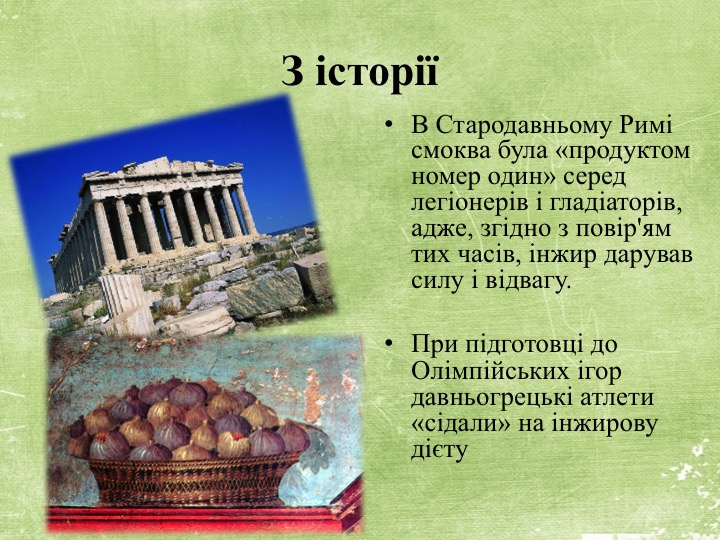 З історії
• В Стародавньому Римі
смоква була «продуктом
номер один» серед
легіонерів і гладіаторів,
адже, згідно з повір'ям
тих часів, інжир дарував
силу і відвагу.
• При підготовці до
Олімпійських ігор
давньогрецькі атлети
«сідали» на інжирову
дієту